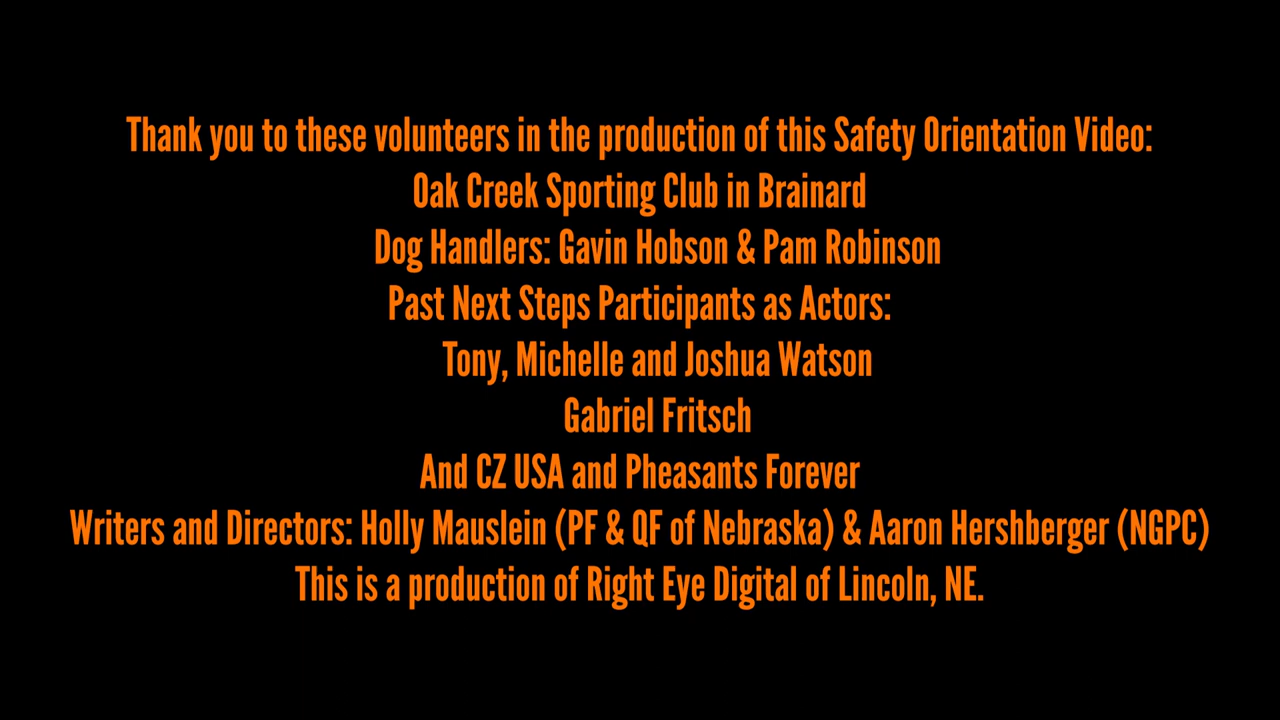 Thank you to these volunteers in the production of this Safety Orientation Video:
Oak Creek Sporting Club in Brainard
Dog Handlers: Gavin Hobson & Pam Robinson
Past Next Steps Participants as Actors:
Tony, Michelle and Joshua Watson
Gabriel Fritsch
And CZ USA and Pheasants Forever
Writers and Directors: Holly Mauslein (PF & QF of Nebraska) & Aaron Hershberger (NGPC)
This is a production of Right Eye Digital of Lincoln, NE.